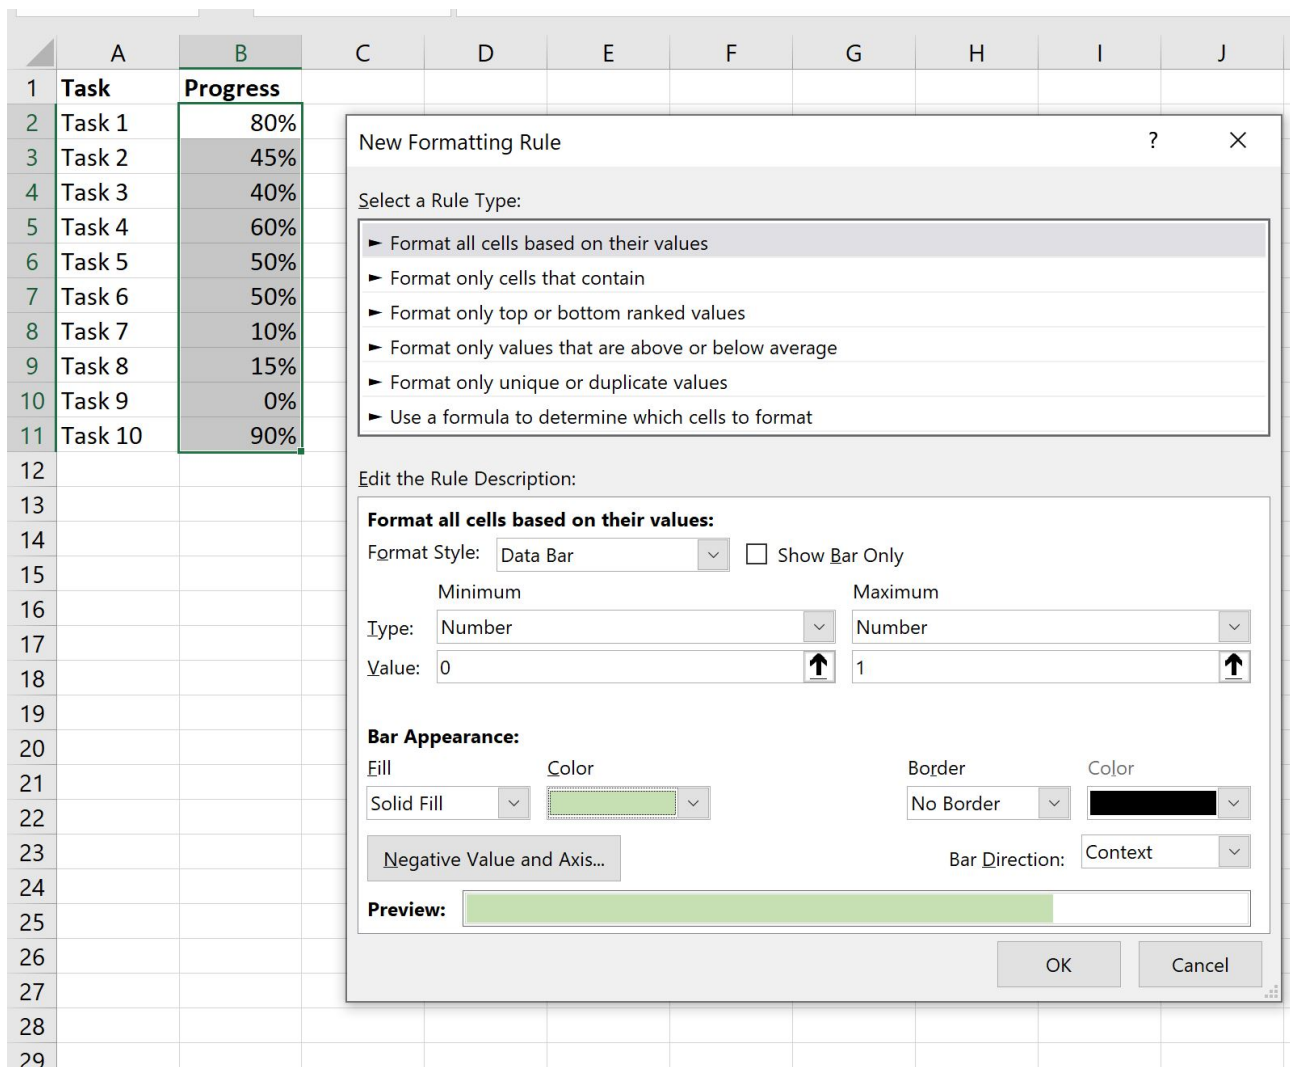 A B C D E F G H I J
1 Task Progress
2 Task 1 80%
3 Task 2 45%
4 Task 3 40%
5 Task 4 60%
6 Task 5 50%
7 Task 6 50%
8 Task 7 10%
9 Task 8 15%
10 Task 9 0%
11 Task 10 90%
12
13
14
15
16
17
18
19
20
21
22
23
24
25
26
27
28
29
New Formatting Rule ?
Select a Rule Type:
► Format all cells based on their values
► Format only cells that contain
► Format only top or bottom ranked values
► Format only values that are above or below average
► Format only unique or duplicate values
► Use a formula to determine which cells to format
Edit the Rule Description:
Format all cells based on their values:
Format Style: Data Bar Show Bar Only
Minimum Maximum
Type: Number Number
Value: 0 1
Bar Appearance:
Fill Color Border Color
Solid Fill No Border
Negative Value and Axis... Bar Direction: Context
Preview:
OK Cancel